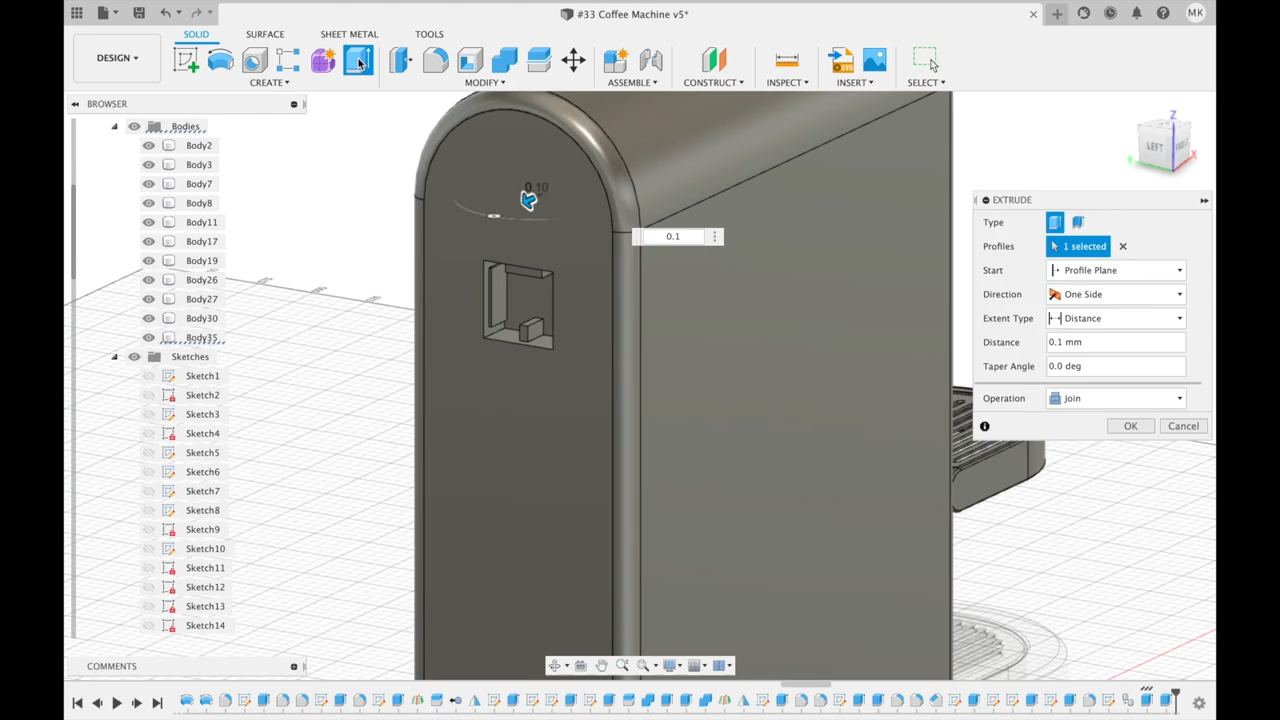 #33 Coffee Machine v5*
MK
DESIGN
SOLID
SURFACE
SHEET METAL
TOOLS
CREATE
MODIFY
ASSEMBLE
CONSTRUCT
INSPECT
INSERT
SELECT
BROWSER
Bodies
Body2
Body3
Body7
Body8
Body11
Body17
Body19
Body26
Body27
Body30
Body35
Sketches
Sketch1
Sketch2
Sketch3
Sketch4
Sketch5
Sketch6
Sketch7
Sketch8
Sketch9
Sketch10
Sketch11
Sketch12
Sketch13
Sketch14
COMMENTS
0.10
0.1
Z
LEFT
Y
X
EXTRUDE
Type
Profiles 1 selected
Start Profile Plane
Direction One Side
Extent Type Distance
Distance 0.1 mm
Taper Angle 0.0 deg
Operation Join
OK Cancel